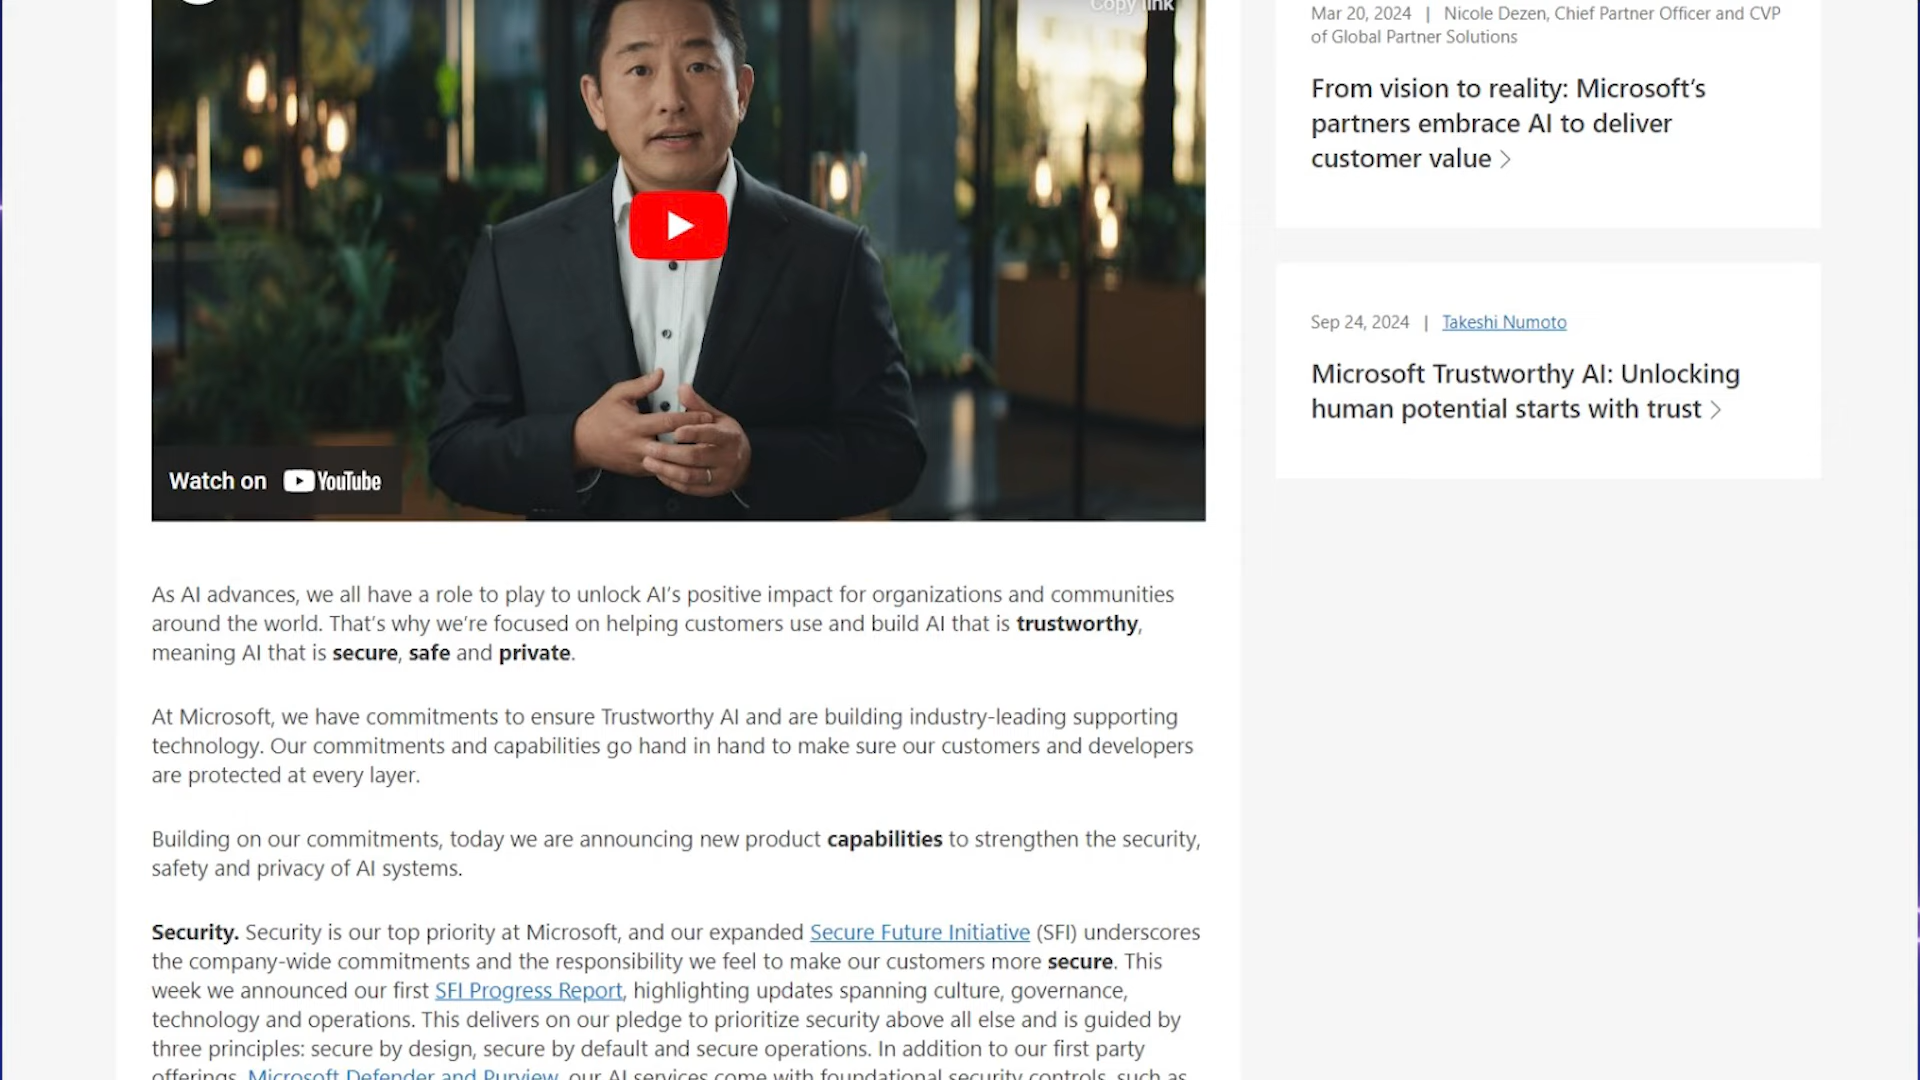 Copy link
Watch on YouTube
As AI advances, we all have a role to play to unlock AI’s positive impact for organizations and communities
around the world. That’s why we’re focused on helping customers use and build AI that is trustworthy,
meaning AI that is secure, safe and private.
At Microsoft, we have commitments to ensure Trustworthy AI and are building industry-leading supporting
technology. Our commitments and capabilities go hand in hand to make sure our customers and developers
are protected at every layer.
Building on our commitments, today we are announcing new product capabilities to strengthen the security,
safety and privacy of AI systems.
Security. Security is our top priority at Microsoft, and our expanded Secure Future Initiative (SFI) underscores
the company-wide commitments and the responsibility we feel to make our customers more secure. This
week we announced our first SFI Progress Report, highlighting updates spanning culture, governance,
technology and operations. This delivers on our pledge to prioritize security above all else and is guided by
three principles: secure by design, secure by default and secure operations. In addition to our first party
offerings, Microsoft Defender and Purview, our AI services come with foundational security controls, such as
Mar 20, 2024 | Nicole Dezen, Chief Partner Officer and CVP
of Global Partner Solutions
From vision to reality: Microsoft’s
partners embrace AI to deliver
customer value >
Sep 24, 2024 | Takeshi Numoto
Microsoft Trustworthy AI: Unlocking
human potential starts with trust >